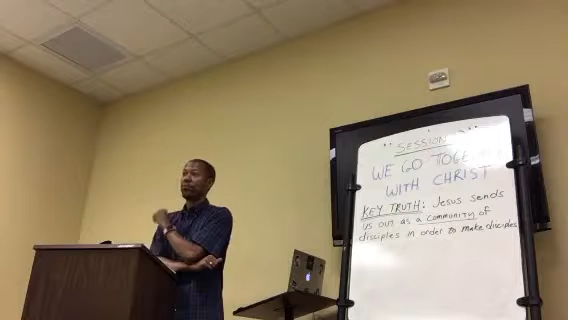 SESSION
WE GO TOGETHER
WITH CHRIST
KEY TRUTH: Jesus sends
us out as a community of
disciples in order to make disciples